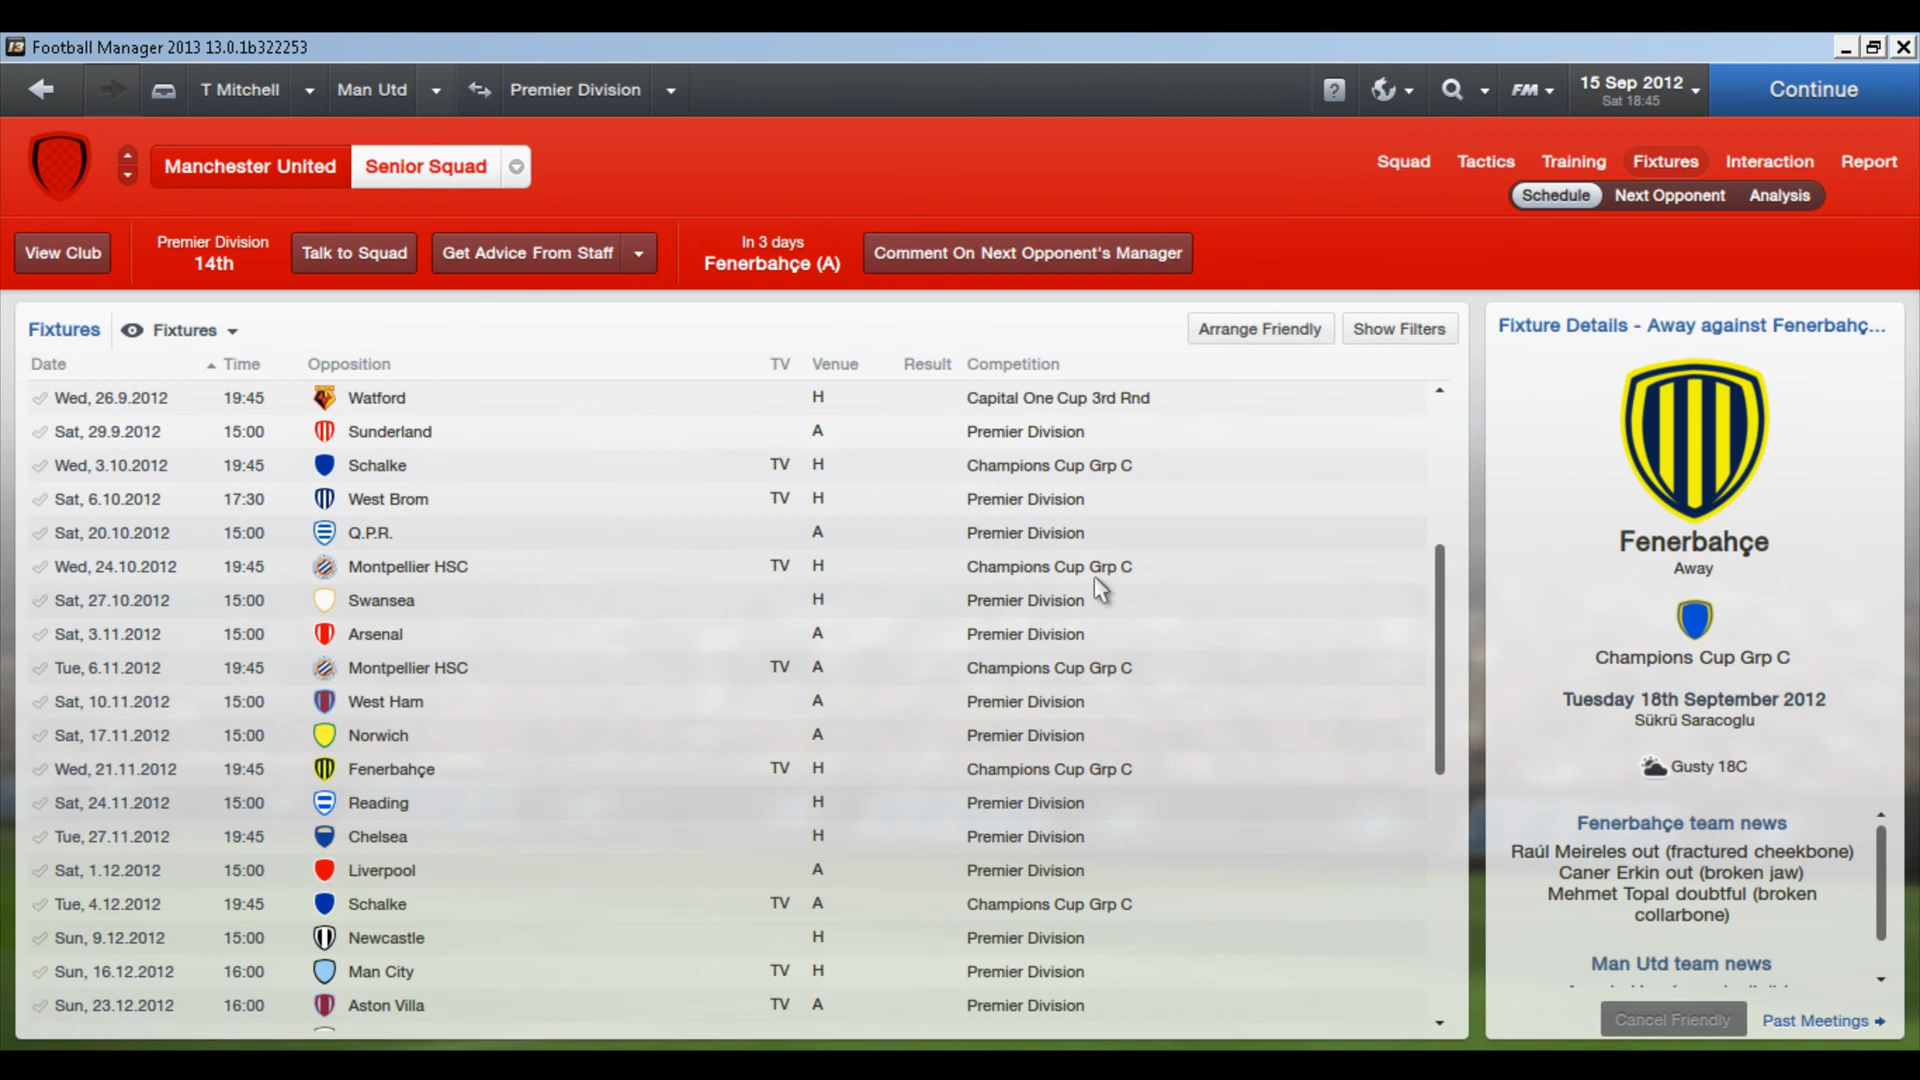 Football Manager 2013 13.0.1b322253
T Mitchell Man Utd Premier Division ? FM 15 Sep 2012 Sat 18:45 Continue
Manchester United Senior Squad
Squad Tactics Training Fixtures Interaction Report
Schedule Next Opponent Analysis
View Club Premier Division 14th Talk to Squad Get Advice From Staff In 3 days Fenerbahçe (A) Comment On Next Opponent's Manager
Fixtures Fixtures Arrange Friendly Show Filters
Date Time Opposition TV Venue Result Competition
Wed, 26.9.2012 19:45 Watford H Capital One Cup 3rd Rnd
Sat, 29.9.2012 15:00 Sunderland A Premier Division
Wed, 3.10.2012 19:45 Schalke TV H Champions Cup Grp C
Sat, 6.10.2012 17:30 West Brom TV H Premier Division
Sat, 20.10.2012 15:00 Q.P.R. A Premier Division
Wed, 24.10.2012 19:45 Montpellier HSC TV H Champions Cup Grp C
Sat, 27.10.2012 15:00 Swansea H Premier Division
Sat, 3.11.2012 15:00 Arsenal A Premier Division
Tue, 6.11.2012 19:45 Montpellier HSC TV A Champions Cup Grp C
Sat, 10.11.2012 15:00 West Ham A Premier Division
Sat, 17.11.2012 15:00 Norwich A Premier Division
Wed, 21.11.2012 19:45 Fenerbahçe TV H Champions Cup Grp C
Sat, 24.11.2012 15:00 Reading H Premier Division
Tue, 27.11.2012 19:45 Chelsea H Premier Division
Sat, 1.12.2012 15:00 Liverpool A Premier Division
Tue, 4.12.2012 19:45 Schalke TV A Champions Cup Grp C
Sun, 9.12.2012 15:00 Newcastle H Premier Division
Sun, 16.12.2012 16:00 Man City TV H Premier Division
Sun, 23.12.2012 16:00 Aston Villa TV A Premier Division
Fixture Details - Away against Fenerbahç...
Fenerbahçe
Away
Champions Cup Grp C
Tuesday 18th September 2012
Sükrü Saracoglu
Gusty 18C
Fenerbahçe team news
Raúl Meireles out (fractured cheekbone)
Caner Erkin out (broken jaw)
Mehmet Topal doubtful (broken
collarbone)
Man Utd team news
Cancel Friendly Past Meetings